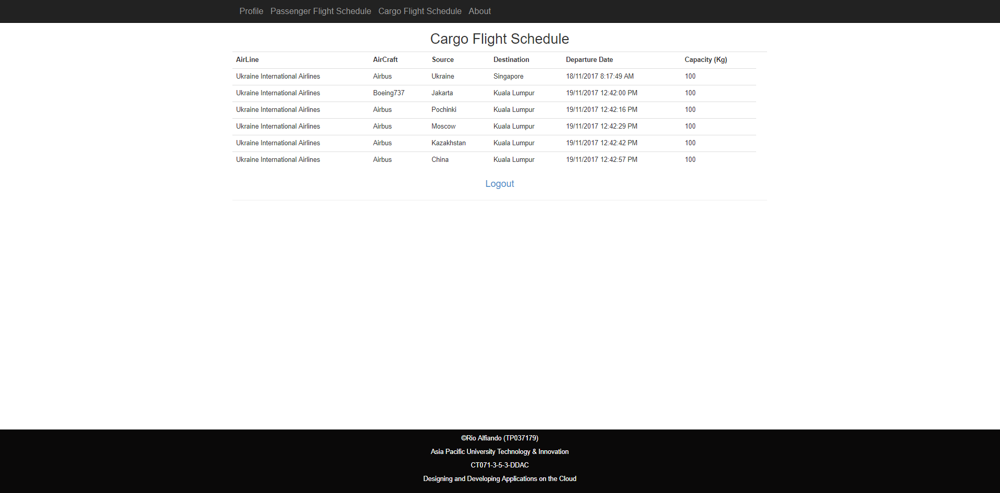 Profile Passenger Flight Schedule Cargo Flight Schedule About
Cargo Flight Schedule
AirLine AirCraft Source Destination Departure Date Capacity (Kg)
Ukraine International Airlines Airbus Ukraine Singapore 18/11/2017 8:17:49 AM 100
Ukraine International Airlines Boeing737 Jakarta Kuala Lumpur 19/11/2017 12:42:00 PM 100
Ukraine International Airlines Airbus Pochinki Kuala Lumpur 19/11/2017 12:42:16 PM 100
Ukraine International Airlines Airbus Moscow Kuala Lumpur 19/11/2017 12:42:29 PM 100
Ukraine International Airlines Airbus Kazakhstan Kuala Lumpur 19/11/2017 12:42:42 PM 100
Ukraine International Airlines Airbus China Kuala Lumpur 19/11/2017 12:42:57 PM 100
Logout
©Rio Alfiando (TP037179)
Asia Pacific University Technology & Innovation
CT071-3-5-3-DDAC
Designing and Developing Applications on the Cloud